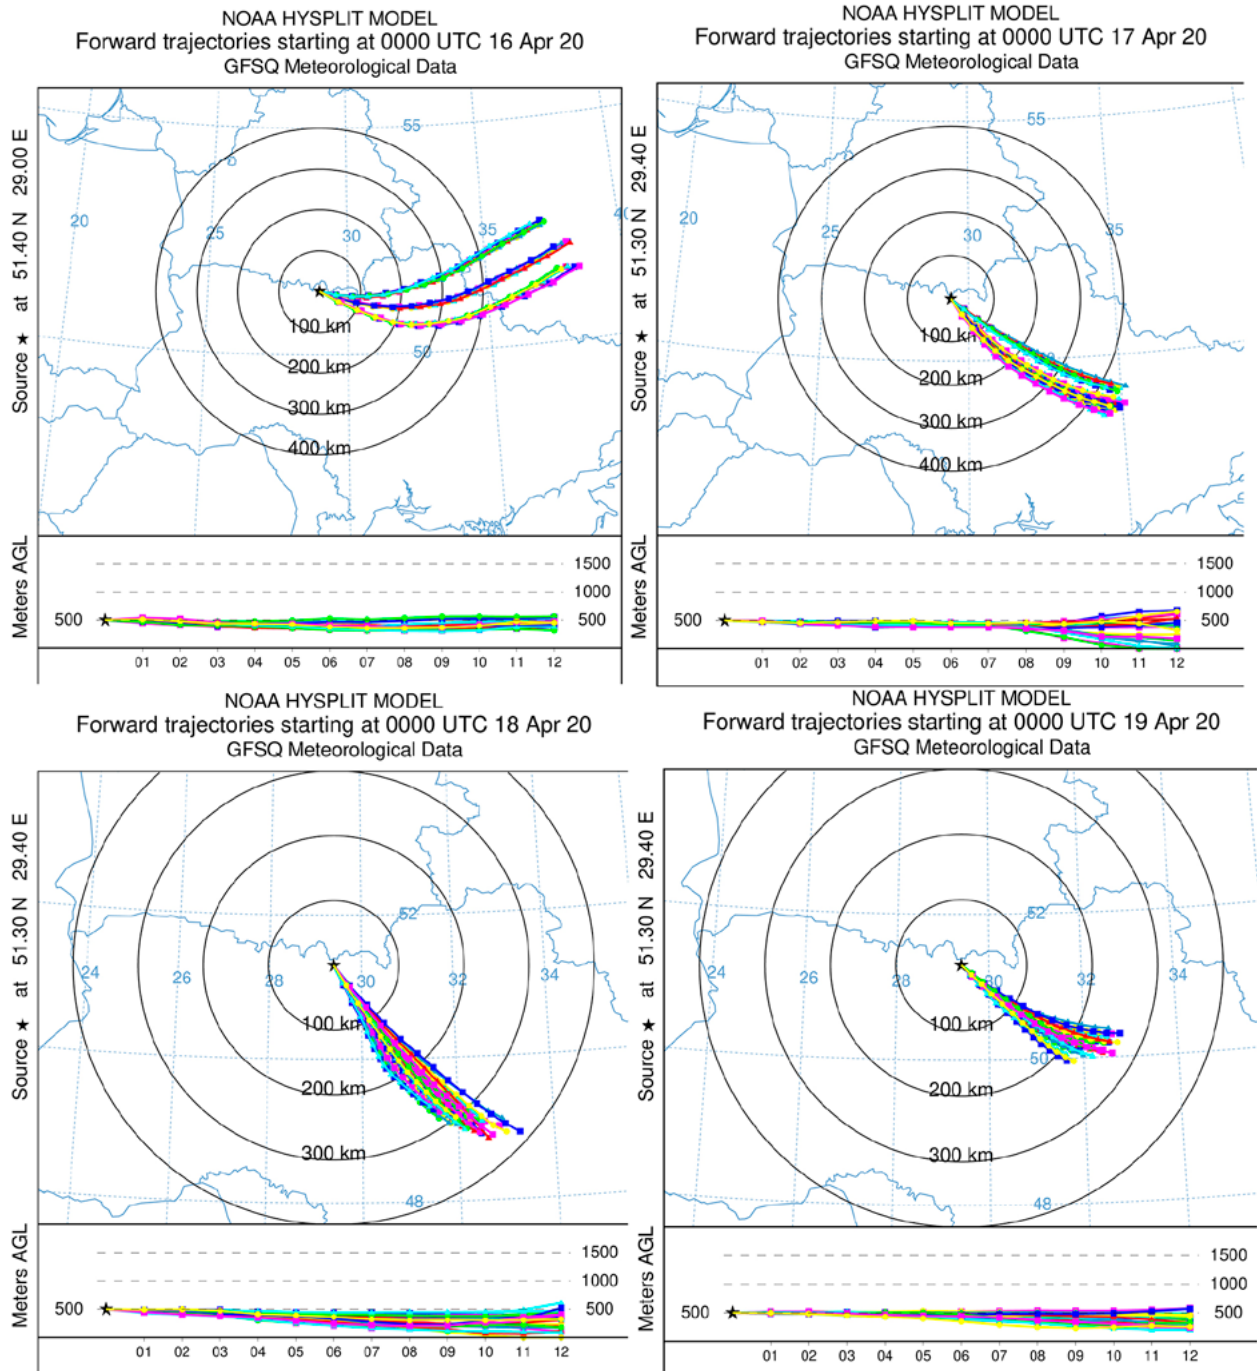 NOAA HYSPLIT MODEL
Forward trajectories starting at 0000 UTC 16 Apr 20
GFSQ Meteorological Data
Source ★ at 51.40 N 29.00 E
55
20
25
30
35
40
50
100 km
200 km
300 km
400 km
Meters AGL
1500
1000
500 500
01 02 03 04 05 06 07 08 09 10 11 12
NOAA HYSPLIT MODEL
Forward trajectories starting at 0000 UTC 17 Apr 20
GFSQ Meteorological Data
Source ★ at 51.30 N 29.40 E
55
20
25
30
35
100 km
200 km
300 km
400 km
Meters AGL
1500
1000
500 500
01 02 03 04 05 06 07 08 09 10 11 12
NOAA HYSPLIT MODEL
Forward trajectories starting at 0000 UTC 18 Apr 20
GFSQ Meteorological Data
Source ★ at 51.30 N 29.40 E
52
24 26 28 30 32 34
100 km
200 km
300 km
48
Meters AGL
1500
1000
500 500
01 02 03 04 05 06 07 08 09 10 11 12
NOAA HYSPLIT MODEL
Forward trajectories starting at 0000 UTC 19 Apr 20
GFSQ Meteorological Data
Source ★ at 51.30 N 29.40 E
52
24 26 28 30 32 34
100 km
50
200 km
300 km
48
Meters AGL
1500
1000
500 500
01 02 03 04 05 06 07 08 09 10 11 12